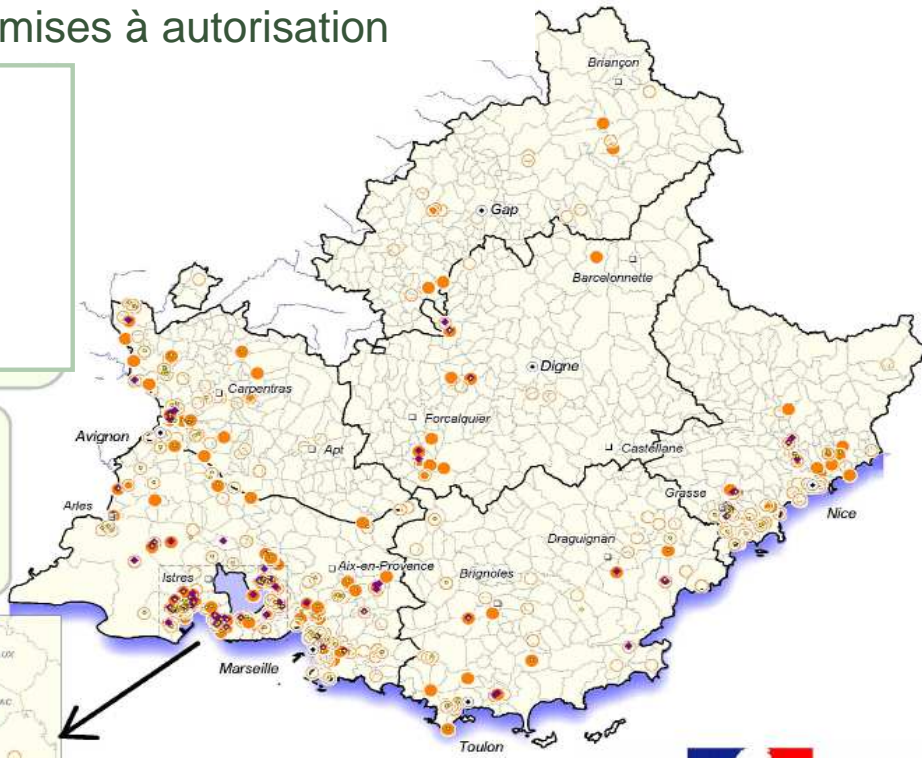 mises à autorisation
Briançon
Gap
Barcelonnette
Digne
Carpentras
Forcalquier
Avignon
Apt
Castellane
Arles
Grasse
Nice
Draguignan
Istres
Aix-en-Provence
Brignoles
Marseille
Toulon